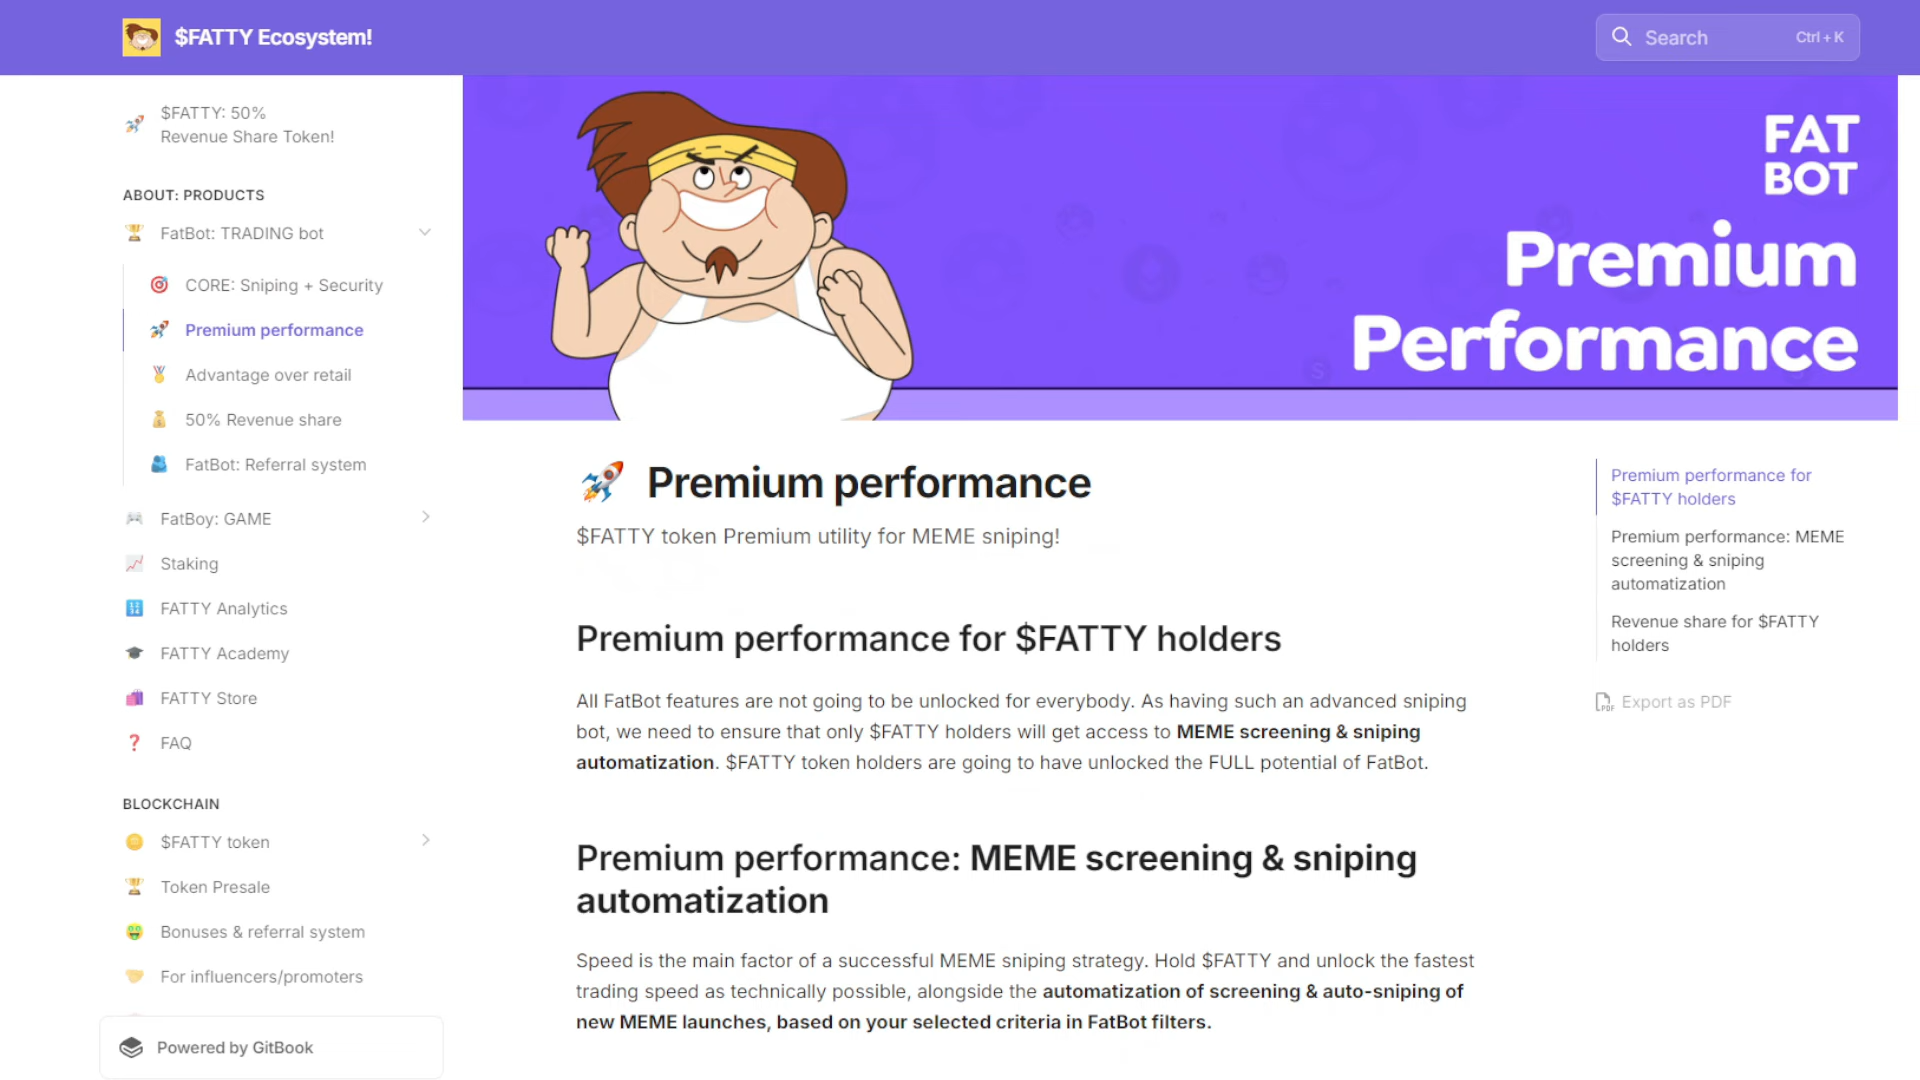 $FATTY Ecosystem!
Search
Ctrl + K
$FATTY: 50%
Revenue Share Token!
ABOUT: PRODUCTS
FatBot: TRADING bot
CORE: Sniping + Security
Premium performance
Advantage over retail
50% Revenue share
FatBot: Referral system
FatBoy: GAME
Staking
FATTY Analytics
FATTY Academy
FATTY Store
FAQ
BLOCKCHAIN
$FATTY token
Token Presale
Bonuses & referral system
For influencers/promoters
Powered by GitBook
FAT
BOT
Premium
Performance
Premium performance
$FATTY token Premium utility for MEME sniping!
Premium performance for $FATTY holders
All FatBot features are not going to be unlocked for everybody. As having such an advanced sniping
bot, we need to ensure that only $FATTY holders will get access to MEME screening & sniping
automatization. $FATTY token holders are going to have unlocked the FULL potential of FatBot.
Premium performance: MEME screening & sniping
automatization
Speed is the main factor of a successful MEME sniping strategy. Hold $FATTY and unlock the fastest
trading speed as technically possible, alongside the automatization of screening & auto-sniping of
new MEME launches, based on your selected criteria in FatBot filters.
Premium performance for
$FATTY holders
Premium performance: MEME
screening & sniping
automatization
Revenue share for $FATTY
holders
Export as PDF